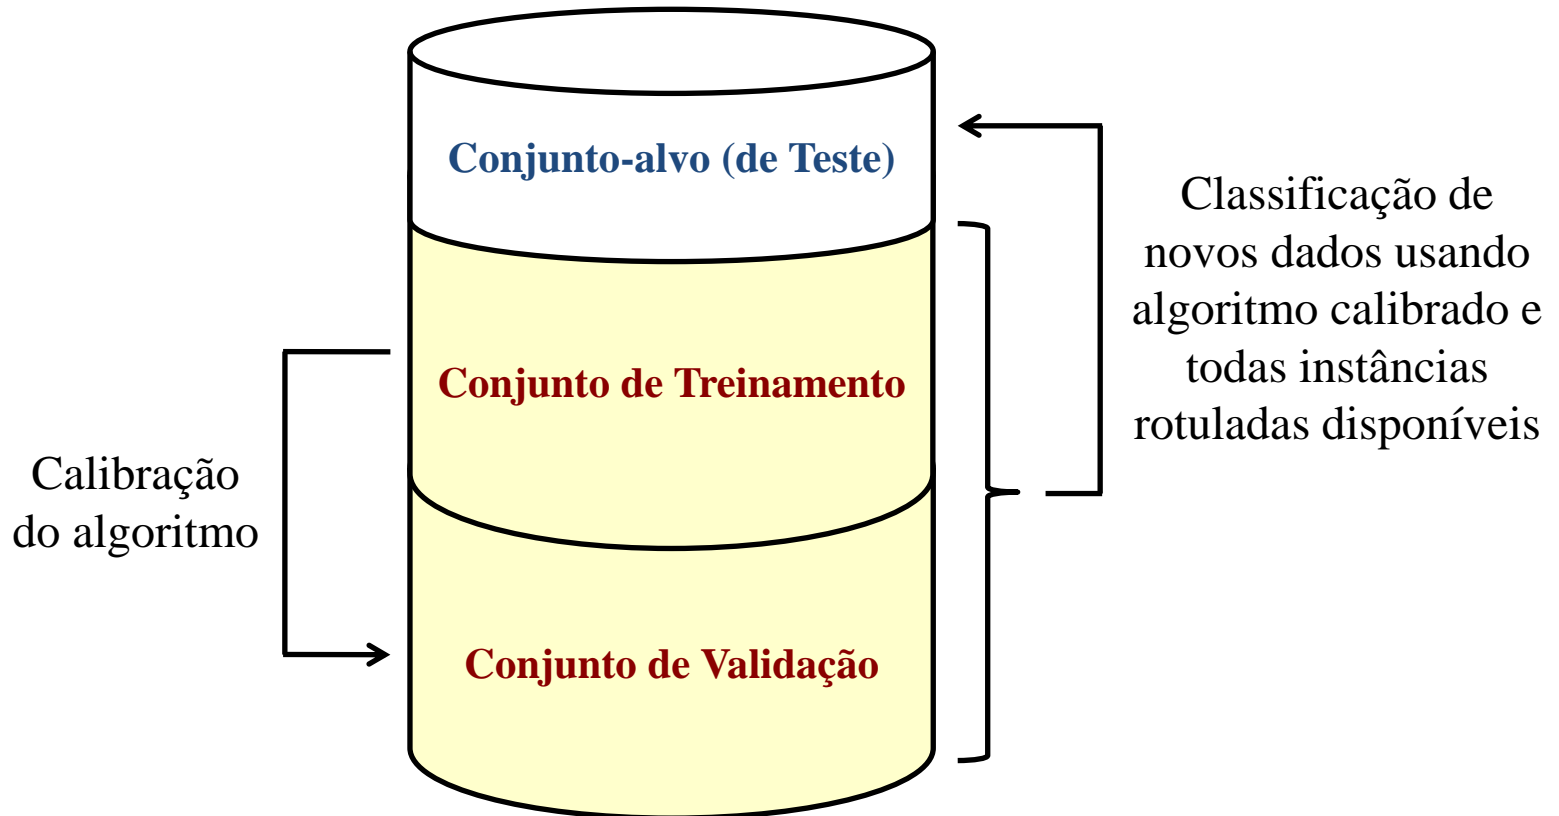 Conjunto-alvo (de Teste)
Conjunto de Treinamento
Conjunto de Validação
Calibração
do algoritmo
Classificação de
novos dados usando
algoritmo calibrado e
todas instâncias
rotuladas disponíveis